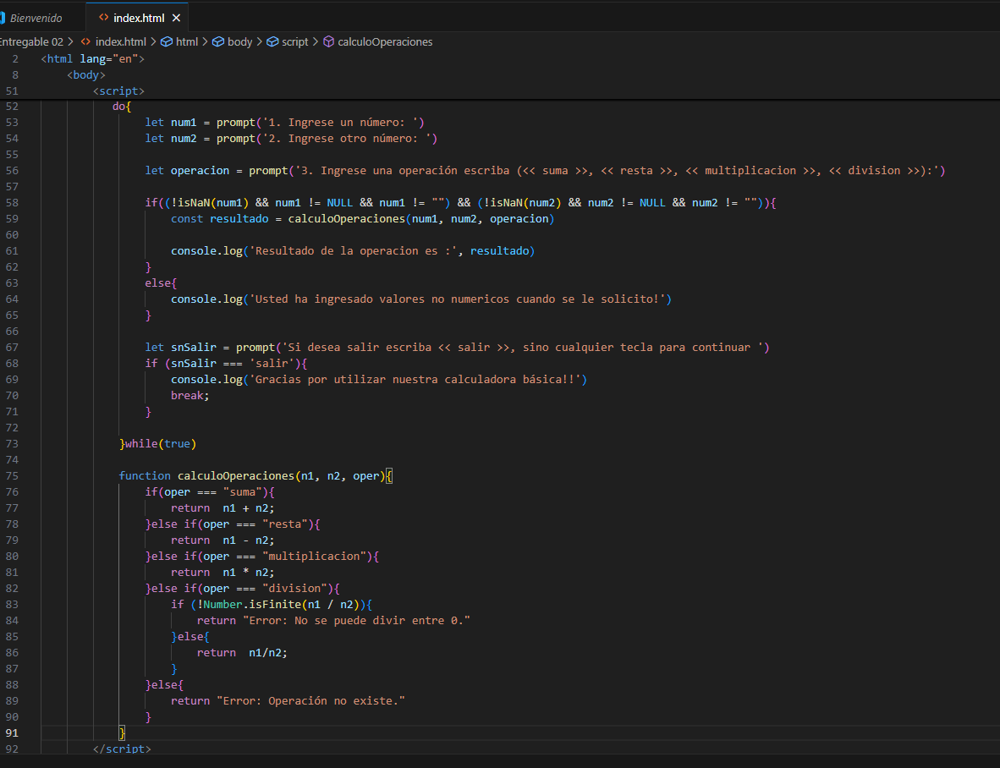 Bienvenido
<> index.html ×
Entregable 02 > <> index.html > html > body > script > calculoOperaciones
2 <html lang="en">
8 <body>
51 <script>
52 do{
53 let num1 = prompt('1. Ingrese un número: ')
54 let num2 = prompt('2. Ingrese otro número: ')
55
56 let operacion = prompt('3. Ingrese una operación escriba (<< suma >>, << resta >>, << multiplicacion >>, << division >>):')
57
58 if((!isNaN(num1) && num1 != NULL && num1 != "") && (!isNaN(num2) && num2 != NULL && num2 != "")){
59 const resultado = calculoOperaciones(num1, num2, operacion)
60
61 console.log('Resultado de la operacion es :', resultado)
62 }
63 else{
64 console.log('Usted ha ingresado valores no numericos cuando se le solicito!')
65 }
66
67 let snSalir = prompt('Si desea salir escriba << salir >>, sino cualquier tecla para continuar ')
68 if (snSalir === 'salir'){
69 console.log('Gracias por utilizar nuestra calculadora básica!!')
70 break;
71 }
72
73 }while(true)
74
75 function calculoOperaciones(n1, n2, oper){
76 if(oper === "suma"){
77 return  n1 + n2;
78 }else if(oper === "resta"){
79 return  n1 - n2;
80 }else if(oper === "multiplicacion"){
81 return  n1 * n2;
82 }else if(oper === "division"){
83 if (!Number.isFinite(n1 / n2)){
84 return "Error: No se puede divir entre 0."
85 }else{
86 return  n1/n2;
87 }
88 }else{
89 return "Error: Operación no existe."
90 }
91 }
92 </script>